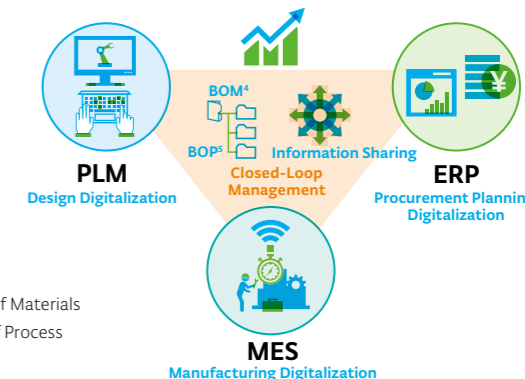 BOM⁴
BOP⁵
Information Sharing
Closed-Loop
Management
PLM
Design Digitalization
ERP
Procurement Plannin
Digitalization
¥
f Materials
Process
MES
Manufacturing Digitalization